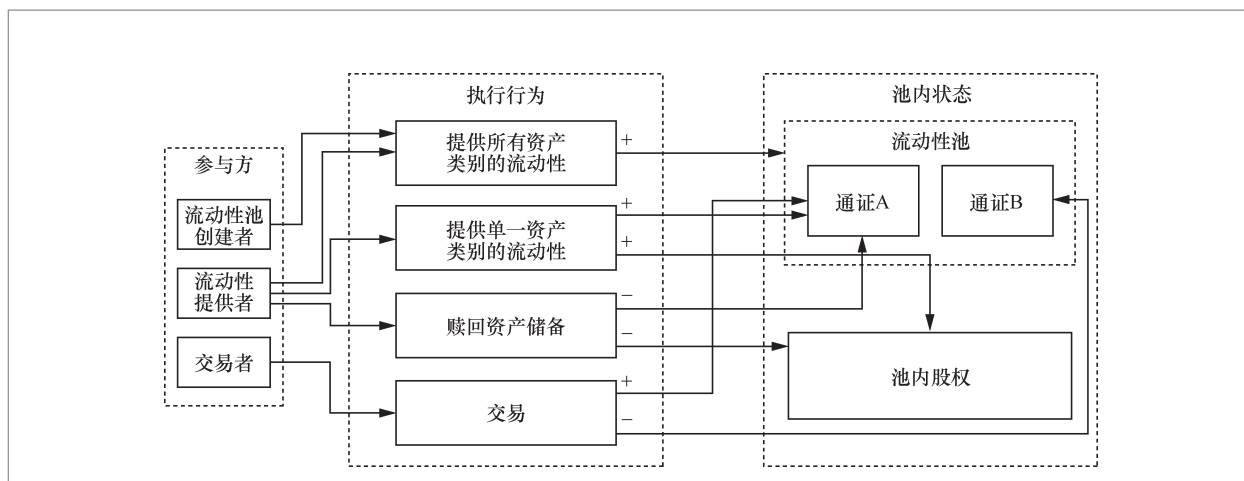 参与方
流动性池
创建者
流动性
提供者
交易者
执行行为
提供所有资产
类别的流动性
+
提供单一资产
类别的流动性
+
+
赎回资产储备
−
−
交易
+
−
池内状态
流动性池
通证A
通证B
池内股权